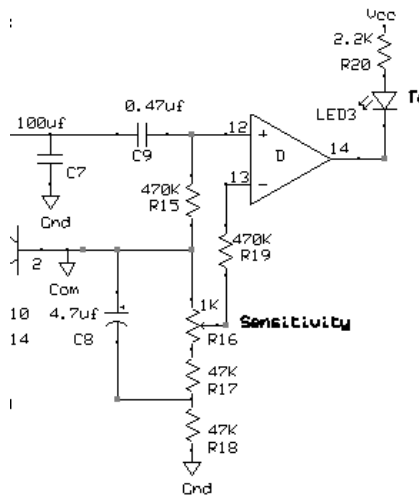 Vcc
2.2K
R20
LED3
0.47uf
100uf
C9
C7
Gnd
12
+
D
14
13
-
470K
R15
470K
R19
2
Com
10
4.7uf
14
C8
1K
R16
Sensitivity
47K
R17
47K
R18
Gnd